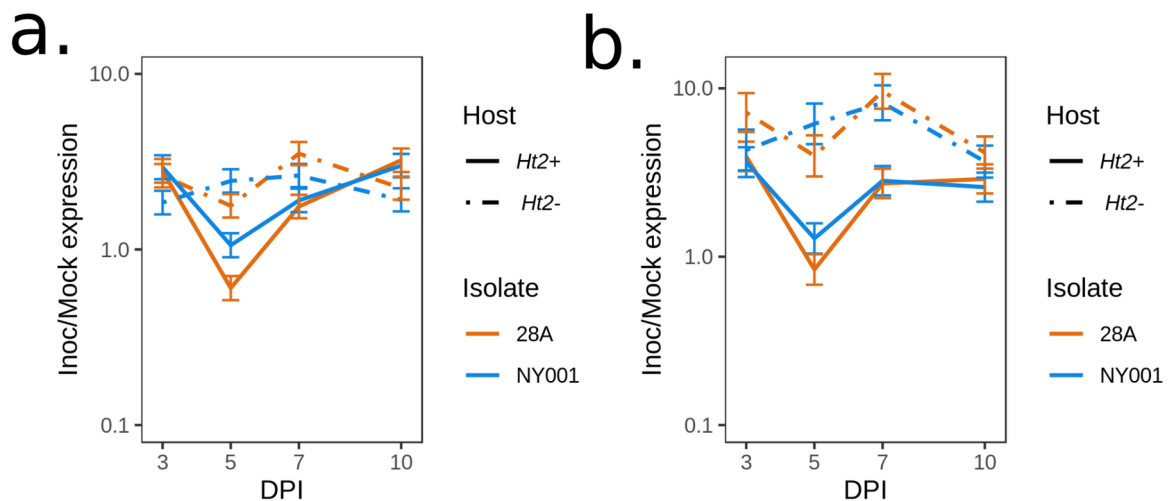 a.
10.0
1.0
0.1
Inoc/Mock expression
3 5 7 10
DPI
Host
Ht2+
Ht2-
Isolate
28A
NY001
b.
10.0
1.0
0.1
Inoc/Mock expression
3 5 7 10
DPI
Host
Ht2+
Ht2-
Isolate
28A
NY001